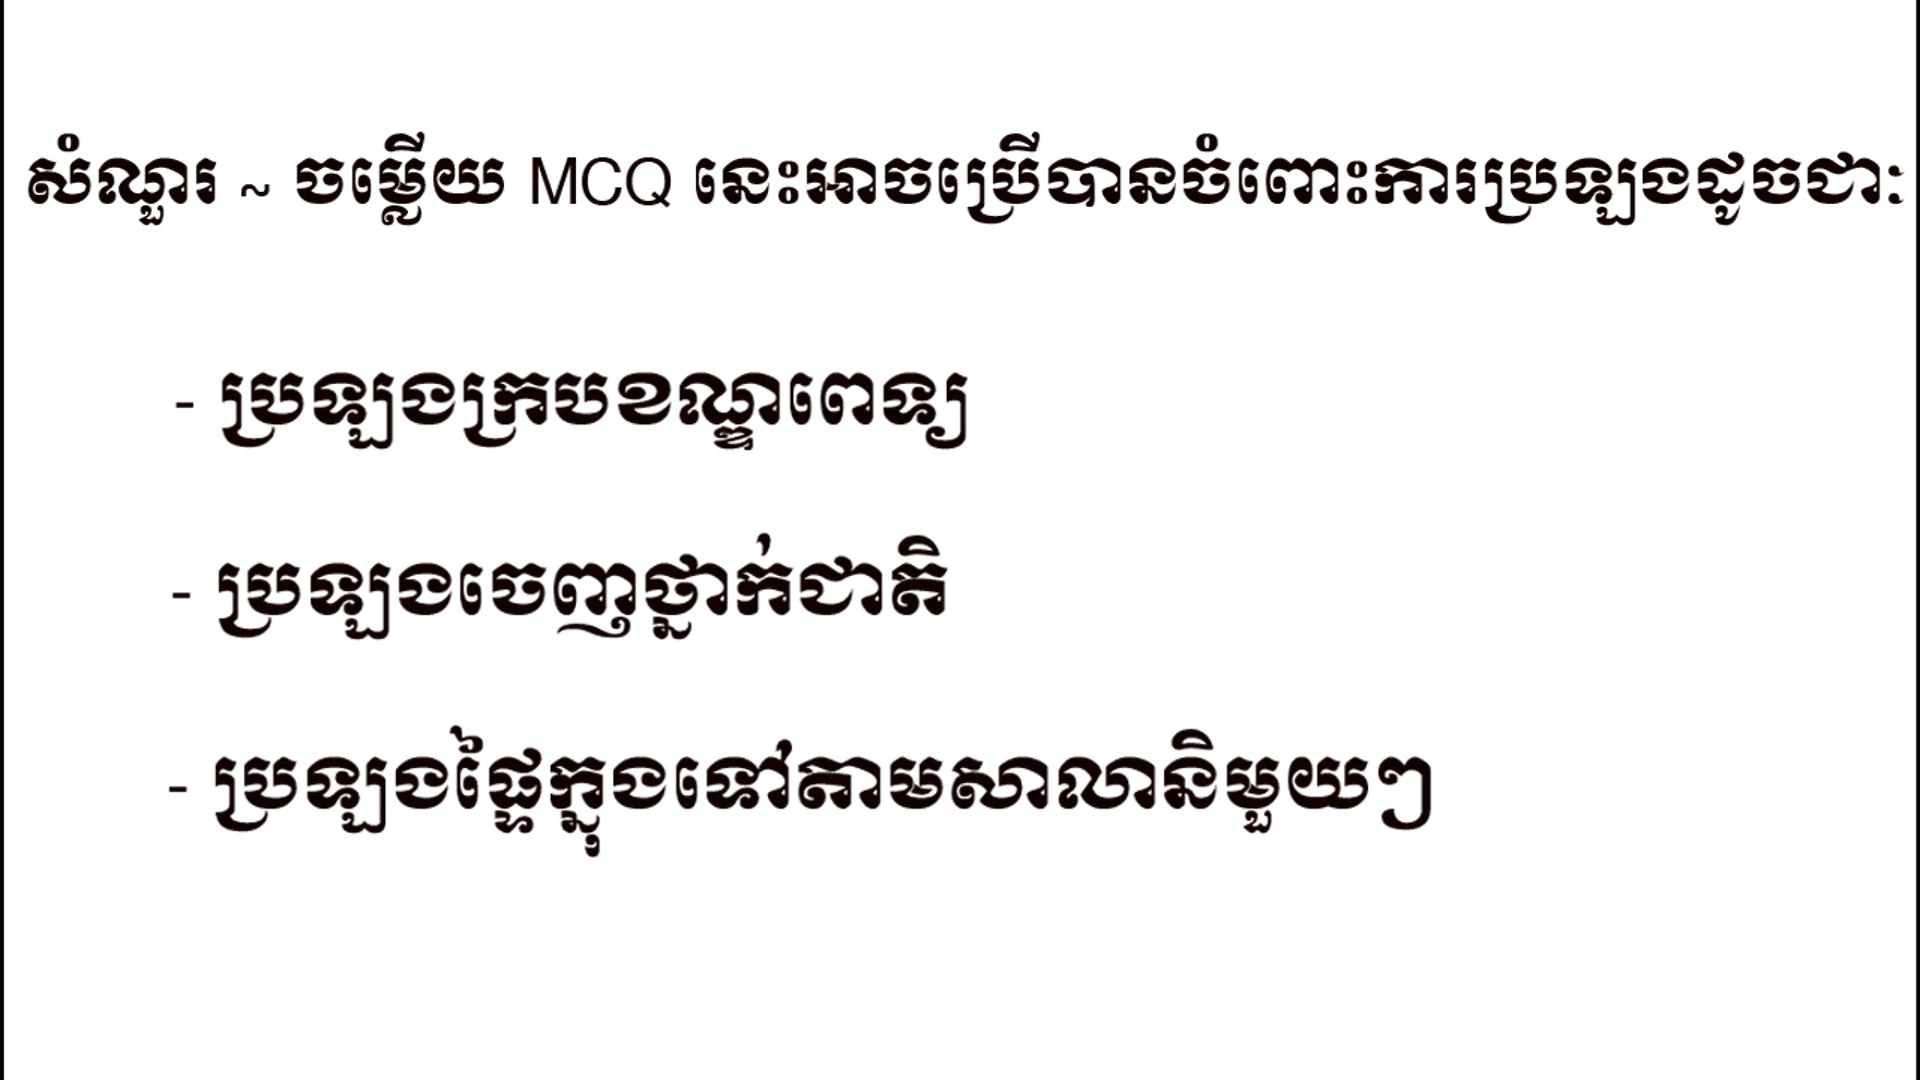 សំណួរ ~ ចម្លើយ MCQ នេះអាចប្រើបានចំពោះការប្រឡងដូចជាៈ
- ប្រឡងក្របខណ្ឌពេទ្យ
- ប្រឡងចេញថ្នាក់ជាតិ
- ប្រឡងផ្ទៃក្នុងទៅតាមសាលានិមួយៗ